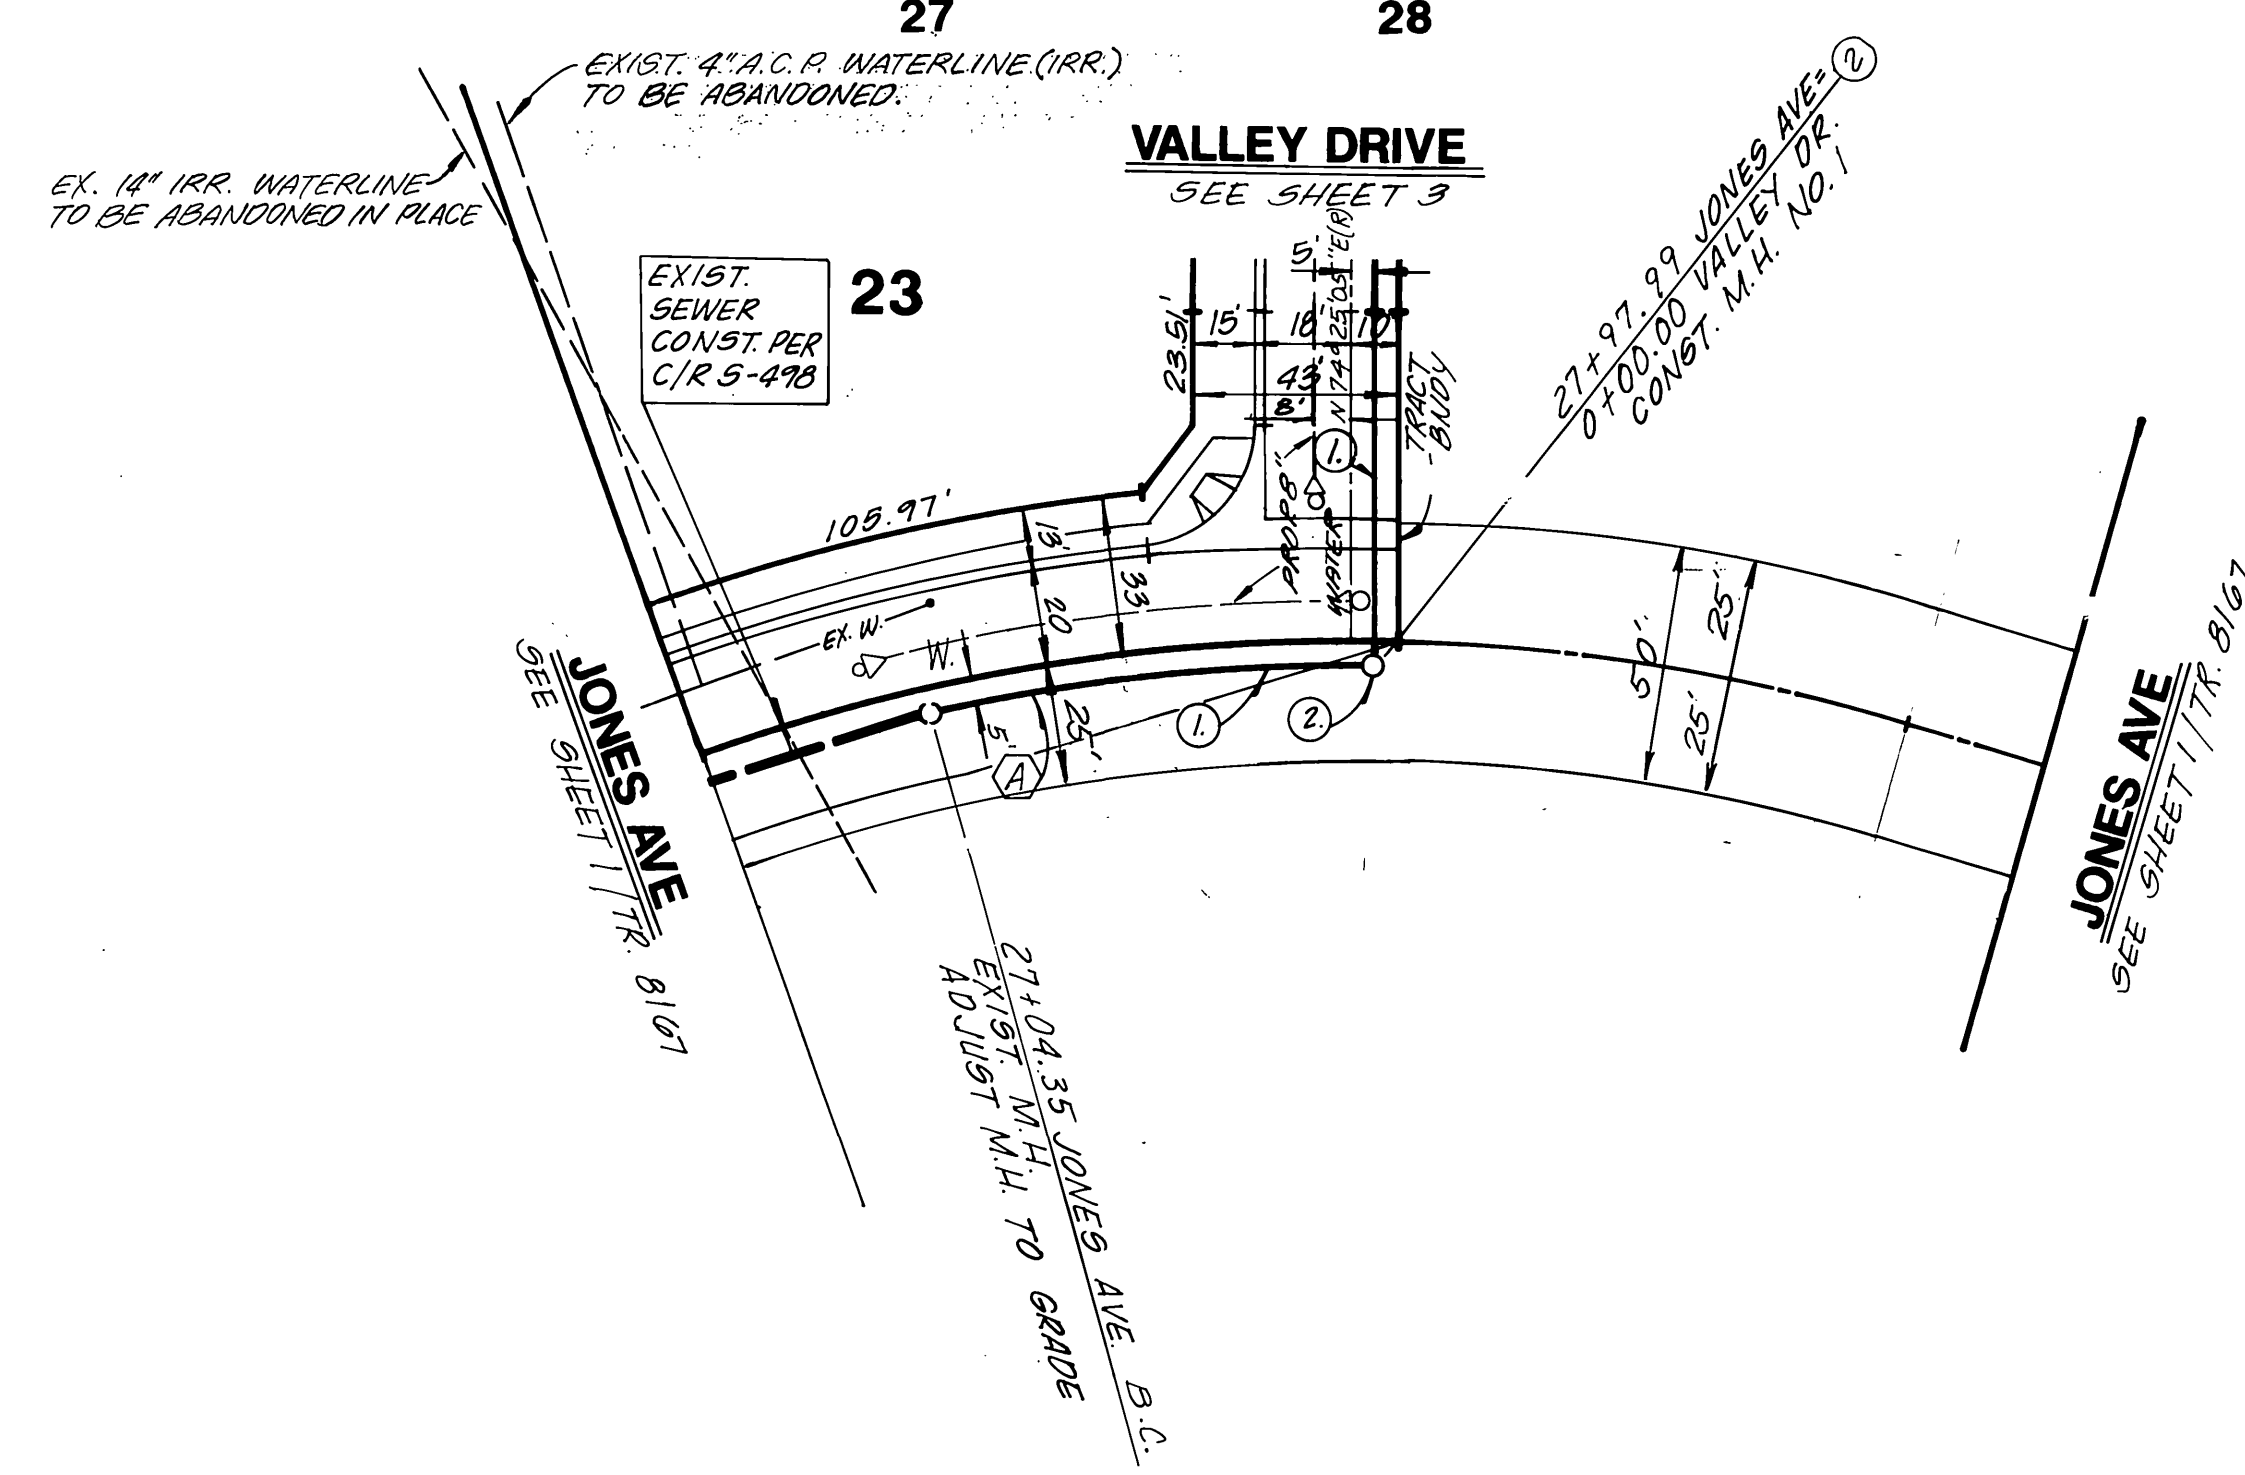 27
28
EXIST. 4" A.C.P. WATERLINE (IRR.)
TO BE ABANDONED.
EX. 14" IRR. WATERLINE
TO BE ABANDONED IN PLACE
VALLEY DRIVE
SEE SHEET 3
EXIST.
SEWER
CONST. PER
C/R S-498
23
2
27+97.99 JONES AVE=
0+00.00 VALLEY DR.
CONST. M.H. NO. 1
5'
23.51'
15'
18'
10'
43'
8'
N 74°25'05"E(R)
TRACT
BNDY
1.
PROP 8"
WATER
105.97'
13'
20
33
EX. W.
W.
5'
25'
A
1.
2.
50'
25'
25'
JONES AVE
SEE SHEET 1/TR. 8167
JONES AVE
SEE SHEET 1/TR. 8167
27+04.35 JONES AVE. B.C.
EXIST. M.H.
ADJUST M.H. TO GRADE